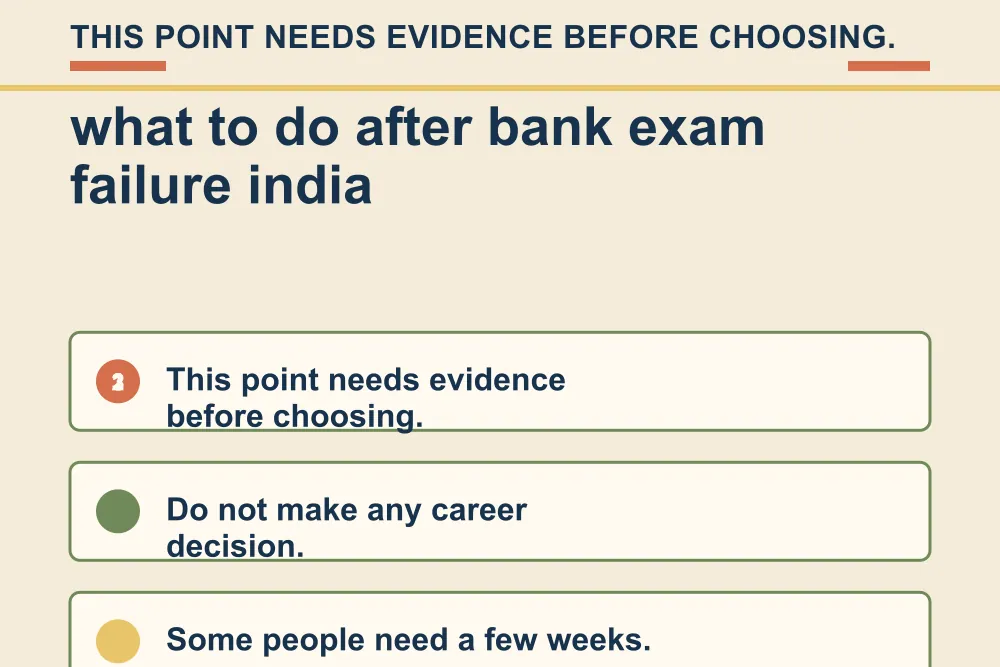 THIS POINT NEEDS EVIDENCE BEFORE CHOOSING.
what to do after bank exam
failure india
This point needs evidence
before choosing.
Do not make any career
decision.
Some people need a few weeks.